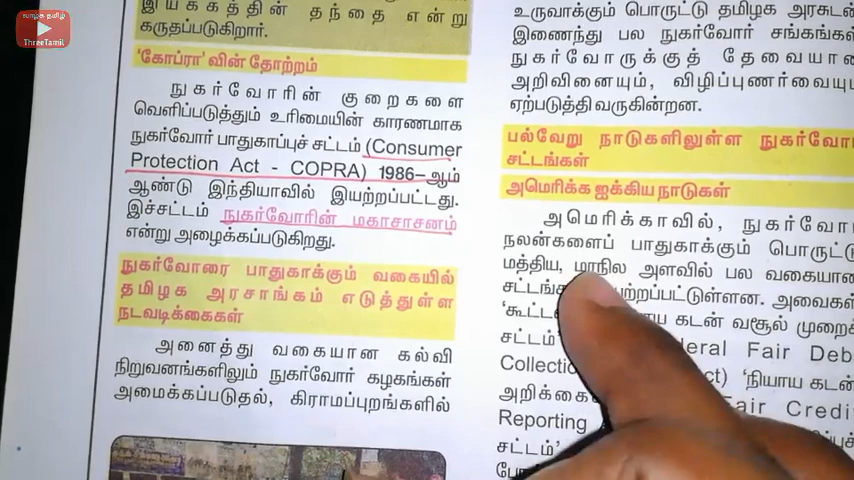 வாழ்க தமிழ்
ThreeTamil
இயக்கத்தின் தந்தை என்று
கருதப்படுகிறார்.
'கோப்ரா' வின் தோற்றம்
நுகர்வோரின் குறைகளை
வெளிப்படுத்தும் உரிமையின் காரணமாக
நுகர்வோர் பாதுகாப்புச் சட்டம் (Consumer
Protection Act - COPRA) 1986–ஆம்
ஆண்டு இந்தியாவில் இயற்றப்பட்டது.
இச்சட்டம் நுகர்வோரின் மகாசாசனம்
என்று அழைக்கப்படுகிறது.
நுகர்வோரை பாதுகாக்கும் வகையில்
தமிழக அரசாங்கம் எடுத்துள்ள
நடவடிக்கைகள்
அனைத்து வகையான கல்வி
நிறுவனங்களிலும் நுகர்வோர் கழகங்கள்
அமைக்கப்படுதல், கிராமப்புறங்களில்
உருவாக்கும் பொருட்டு தமிழக அரசுடன்
இணைந்து பல நுகர்வோர் சங்கங்கள்
நுகர்வோருக்குத் தேவையான
அறிவினையும், விழிப்புணர்வையு
ஏற்படுத்திவருகின்றன.
பல்வேறு நாடுகளிலுள்ள நுகர்வோ
சட்டங்கள்
அமெரிக்க ஐக்கிய நாடுகள்
அமெரிக்காவில், நுகர்வோ
நலன்களைப் பாதுகாக்கும் பொருட்டு
மத்திய, மாநில அளவில் பல வகையான
சட்டங் யற்றப்பட்டுள்ளன. அவைகள்
கடன் வசூல் முறைக்
சட்டம்' Fair Deb
Collectio 'நியாய கடன்
அறிக்கை Fair Credi
Reporting
சட்டம்'